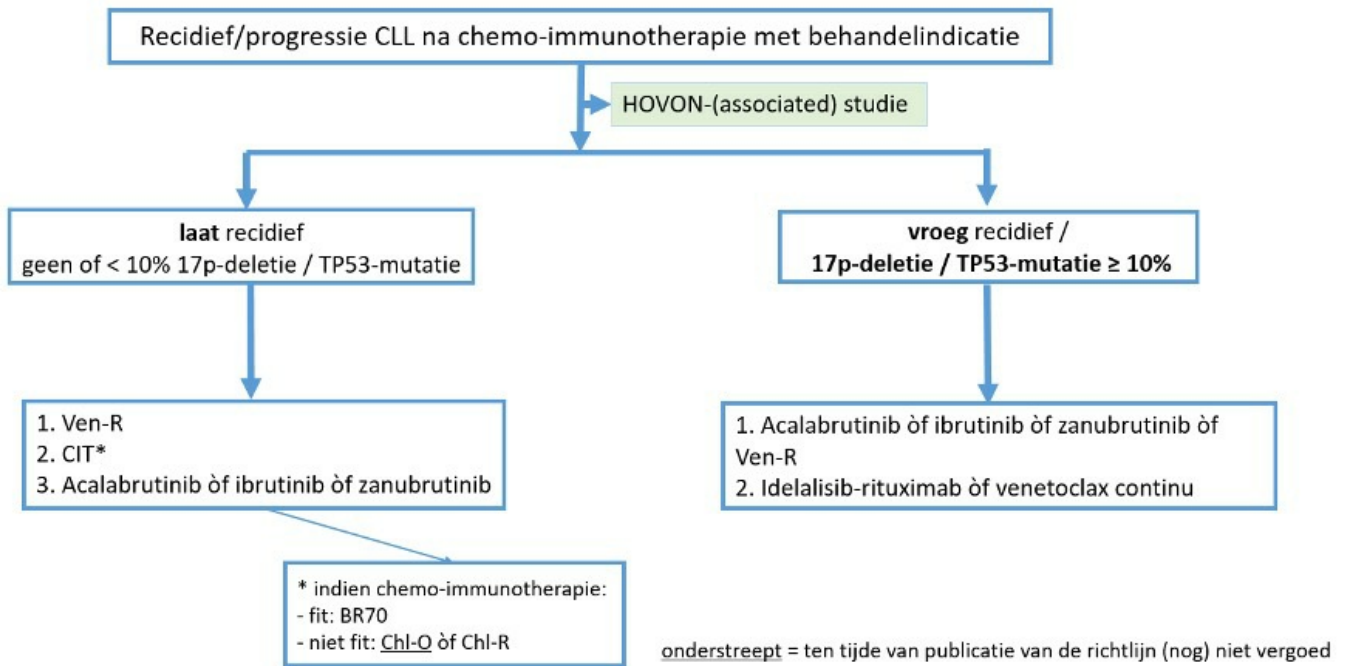 Recidief/progressie CLL na chemo-immunotherapie met behandelindicatie
HOVON-(associated) studie
laat recidief
geen of < 10% 17p-deletie / TP53-mutatie
vroeg recidief /
17p-deletie / TP53-mutatie ≥ 10%
1. Ven-R
2. CIT*
3. Acalabrutinib òf ibrutinib òf zanubrutinib
1. Acalabrutinib òf ibrutinib òf zanubrutinib òf
Ven-R
2. Idelalisib-rituximab òf venetoclax continu
* indien chemo-immunotherapie:
- fit: BR70
- niet fit: Chl-O òf Chl-R
onderstreept = ten tijde van publicatie van de richtlijn (nog) niet vergoed